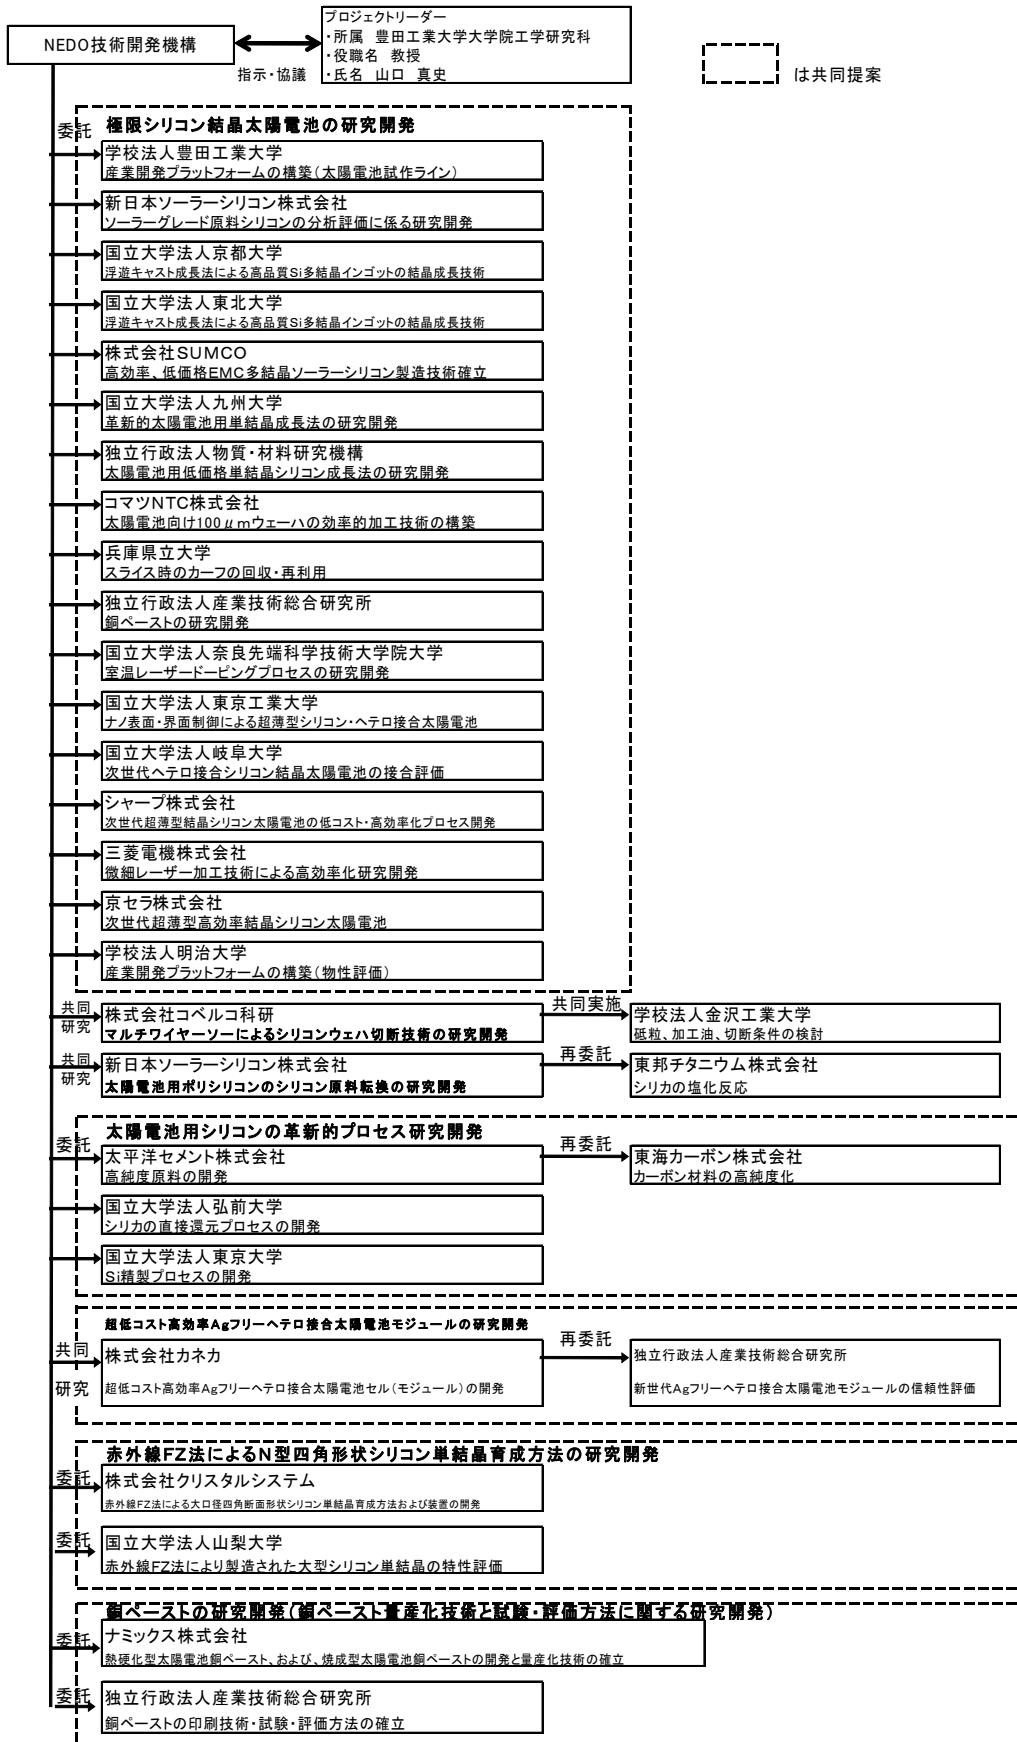 NEDO技術開発機構
プロジェクトリーダー
・所属 豊田工業大学大学院工学研究科
・役職名 教授
・氏名 山口 真史
指示・協議
は共同提案
委託
極限シリコン結晶太陽電池の研究開発
学校法人豊田工業大学
産業開発プラットフォームの構築(太陽電池試作ライン)
新日本ソーラーシリコン株式会社
ソーラーグレード原料シリコンの分析評価に係る研究開発
国立大学法人京都大学
浮遊キャスト成長法による高品質Si多結晶インゴットの結晶成長技術
国立大学法人東北大学
浮遊キャスト成長法による高品質Si多結晶インゴットの結晶成長技術
株式会社SUMCO
高効率、低価格EMC多結晶ソーラーシリコン製造技術確立
国立大学法人九州大学
革新的太陽電池用単結晶成長法の研究開発
独立行政法人物質・材料研究機構
太陽電池用低価格単結晶シリコン成長法の研究開発
コマツNTC株式会社
太陽電池向け100μmウェーハの効率的加工技術の構築
兵庫県立大学
スライス時のカーフの回収・再利用
独立行政法人産業技術総合研究所
銅ペーストの研究開発
国立大学法人奈良先端科学技術大学院大学
室温レーザードーピングプロセスの研究開発
国立大学法人東京工業大学
ナノ表面・界面制御による超薄型シリコン・ヘテロ接合太陽電池
国立大学法人岐阜大学
次世代ヘテロ接合シリコン結晶太陽電池の接合評価
シャープ株式会社
次世代超薄型結晶シリコン太陽電池の低コスト・高効率化プロセス開発
三菱電機株式会社
微細レーザー加工技術による高効率化研究開発
京セラ株式会社
次世代超薄型高効率結晶シリコン太陽電池
学校法人明治大学
産業開発プラットフォームの構築(物性評価)
共同
研究
株式会社コベルコ科研
マルチワイヤーソーによるシリコンウェハ切断技術の研究開発
共同実施
学校法人金沢工業大学
砥粒、加工油、切断条件の検討
共同
研究
新日本ソーラーシリコン株式会社
太陽電池用ポリシリコンのシリコン原料転換の研究開発
再委託
東邦チタニウム株式会社
シリカの塩化反応
太陽電池用シリコンの革新的プロセス研究開発
委託
太平洋セメント株式会社
高純度原料の開発
再委託
東海カーボン株式会社
カーボン材料の高純度化
国立大学法人弘前大学
シリカの直接還元プロセスの開発
国立大学法人東京大学
Si精製プロセスの開発
超低コスト高効率Agフリーヘテロ接合太陽電池モジュールの研究開発
共同
研究
株式会社カネカ
超低コスト高効率Agフリーヘテロ接合太陽電池セル(モジュール)の開発
再委託
独立行政法人産業技術総合研究所
新世代Agフリーヘテロ接合太陽電池モジュールの信頼性評価
赤外線FZ法によるN型四角形状シリコン単結晶育成方法の研究開発
委託
株式会社クリスタルシステム
赤外線FZ法による大口径四角断面形状シリコン単結晶育成方法および装置の開発
委託
国立大学法人山梨大学
赤外線FZ法により製造された大型シリコン単結晶の特性評価
銅ペーストの研究開発(銅ペースト量産化技術と試験・評価方法に関する研究開発)
委託
ナミックス株式会社
熱硬化型太陽電池銅ペースト、および、焼成型太陽電池銅ペーストの開発と量産化技術の確立
委託
独立行政法人産業技術総合研究所
銅ペーストの印刷技術・試験・評価方法の確立